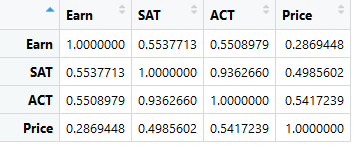 Earn SAT ACT Price
Earn 1.0000000 0.5537713 0.5508979 0.2869448
SAT 0.5537713 1.0000000 0.9362660 0.4985602
ACT 0.5508979 0.9362660 1.0000000 0.5417239
Price 0.2869448 0.4985602 0.5417239 1.0000000